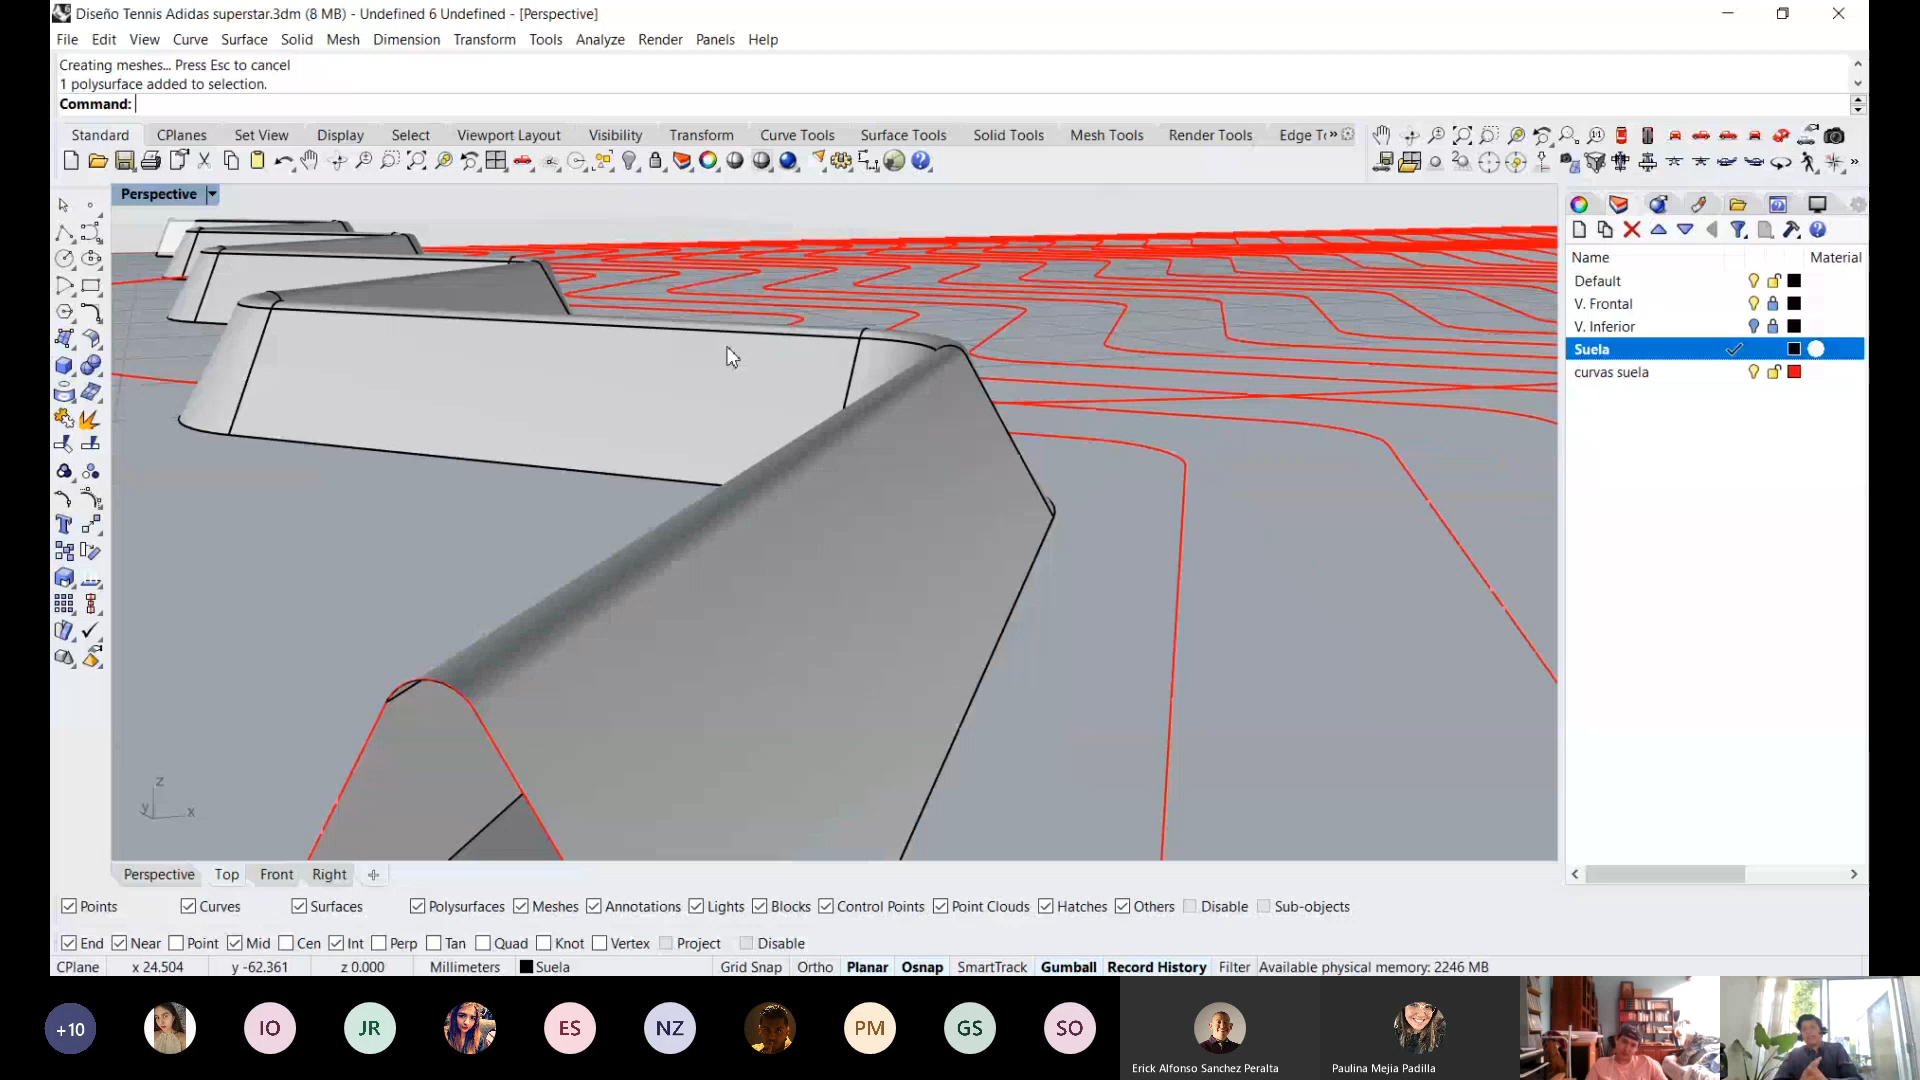 Diseño Tennis Adidas superstar.3dm (8 MB) - Undefined 6 Undefined - [Perspective]
File Edit View Curve Surface Solid Mesh Dimension Transform Tools Analyze Render Panels Help
Creating meshes... Press Esc to cancel
1 polysurface added to selection.
Command:
Standard CPlanes Set View Display Select Viewport Layout Visibility Transform Curve Tools Surface Tools Solid Tools Mesh Tools Render Tools Edge To
Perspective
Name Material
Default
V. Frontal
V. Inferior
Suela
curvas suela
z
y x
Perspective Top Front Right
Points Curves Surfaces Polysurfaces Meshes Annotations Lights Blocks Control Points Point Clouds Hatches Others Disable Sub-objects
End Near Point Mid Cen Int Perp Tan Quad Knot Vertex Project Disable
CPlane x 24.504 y -62.361 z 0.000 Millimeters Suela Grid Snap Ortho Planar Osnap SmartTrack Gumball Record History Filter Available physical memory: 2246 MB
+10 IO JR ES NZ PM GS SO
Erick Alfonso Sanchez Peralta Paulina Mejia Padilla